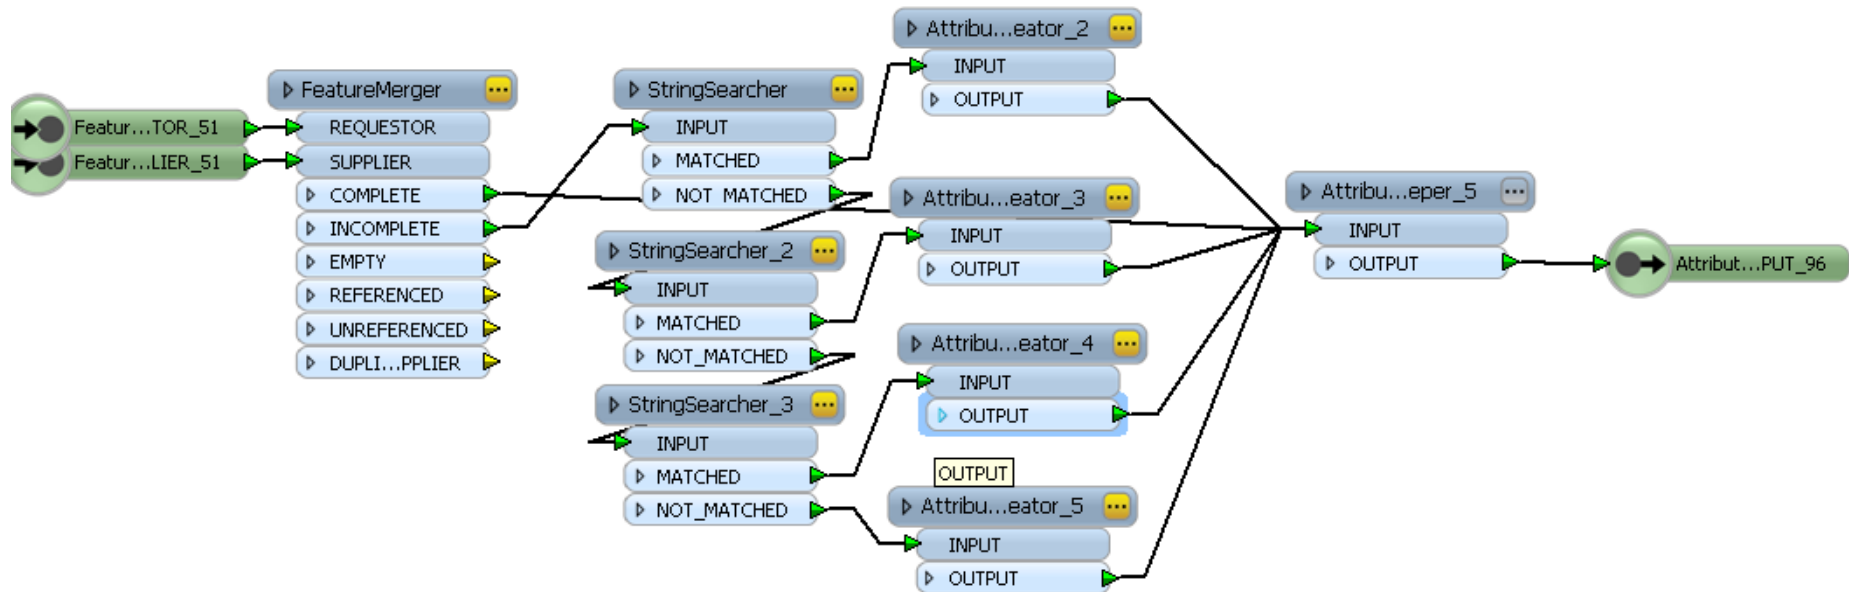 Featur...TOR_51
Featur...LIER_51
FeatureMerger
REQUESTOR
SUPPLIER
COMPLETE
INCOMPLETE
EMPTY
REFERENCED
UNREFERENCED
DUPLI...PPLIER
StringSearcher
INPUT
MATCHED
NOT_MATCHED
StringSearcher_2
INPUT
MATCHED
NOT_MATCHED
StringSearcher_3
INPUT
MATCHED
NOT_MATCHED
Attribu...eator_2
INPUT
OUTPUT
Attribu...eator_3
INPUT
OUTPUT
Attribu...eator_4
INPUT
OUTPUT
OUTPUT
Attribu...eator_5
INPUT
OUTPUT
Attribu...eper_5
INPUT
OUTPUT
Attribut...PUT_96